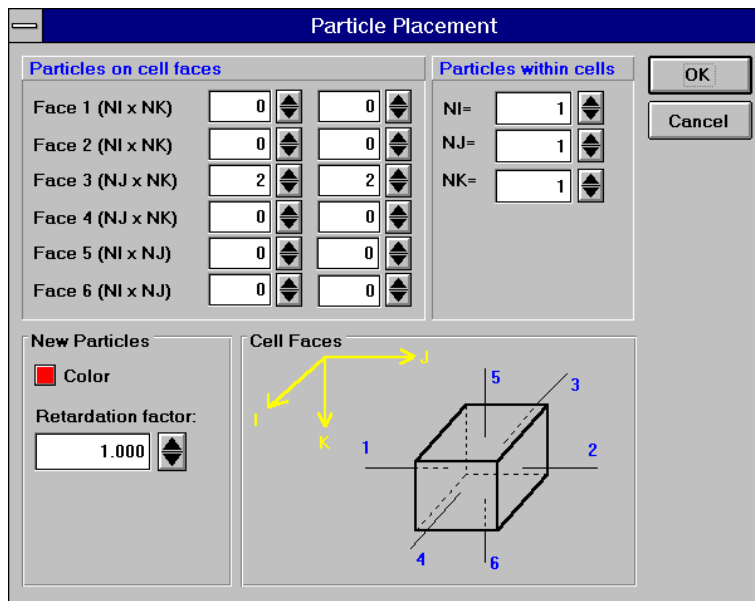 Particle Placement
Particles on cell faces
Face 1 (NI x NK) 0 0
Face 2 (NI x NK) 0 0
Face 3 (NJ x NK) 2 2
Face 4 (NJ x NK) 0 0
Face 5 (NI x NJ) 0 0
Face 6 (NI x NJ) 0 0
Particles within cells
NI= 1
NJ= 1
NK= 1
OK
Cancel
New Particles
Color
Retardation factor:
1.000
Cell Faces
J
I
K
5
3
1
2
4
6